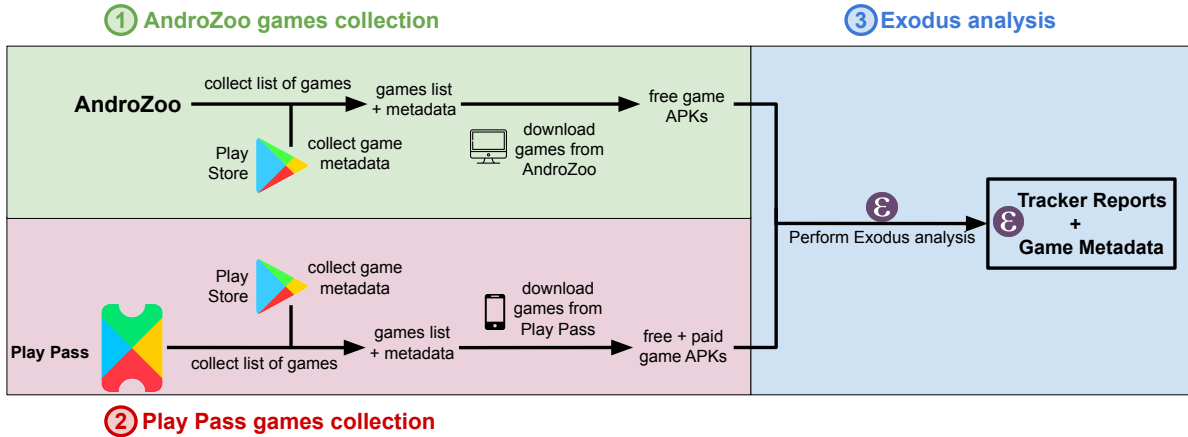 1 AndroZoo games collection
3 Exodus analysis
AndroZoo
collect list of games
Play
Store
collect game
metadata
games list
+ metadata
download
games from
AndroZoo
free game
APKs
Play Pass
Play
Store
collect game
metadata
collect list of games
games list
+ metadata
download
games from
Play Pass
free + paid
game APKs
ε
Perform Exodus analysis
ε
Tracker Reports
+
Game Metadata
2 Play Pass games collection